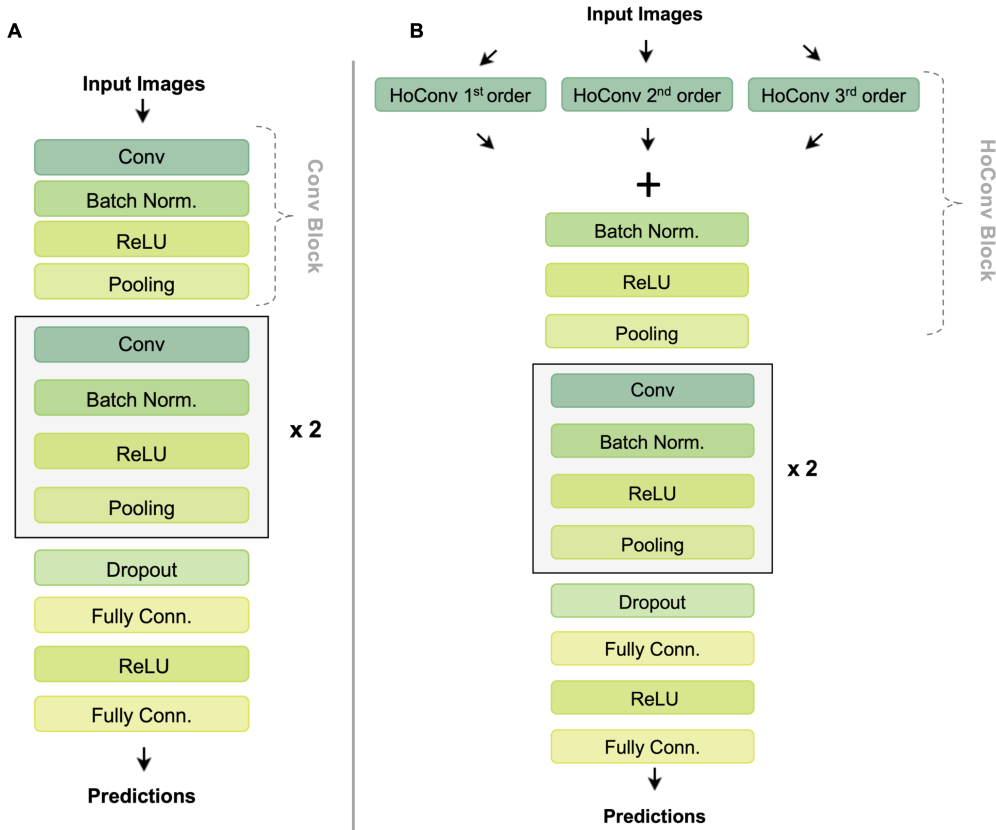 A
Input Images
Conv
Batch Norm.
ReLU
Pooling
Conv Block
Conv
Batch Norm.
ReLU
Pooling
x 2
Dropout
Fully Conn.
ReLU
Fully Conn.
Predictions
B
Input Images
HoConv 1st order
HoConv 2nd order
HoConv 3rd order
+
Batch Norm.
ReLU
Pooling
HoConv Block
Conv
Batch Norm.
ReLU
Pooling
x 2
Dropout
Fully Conn.
ReLU
Fully Conn.
Predictions